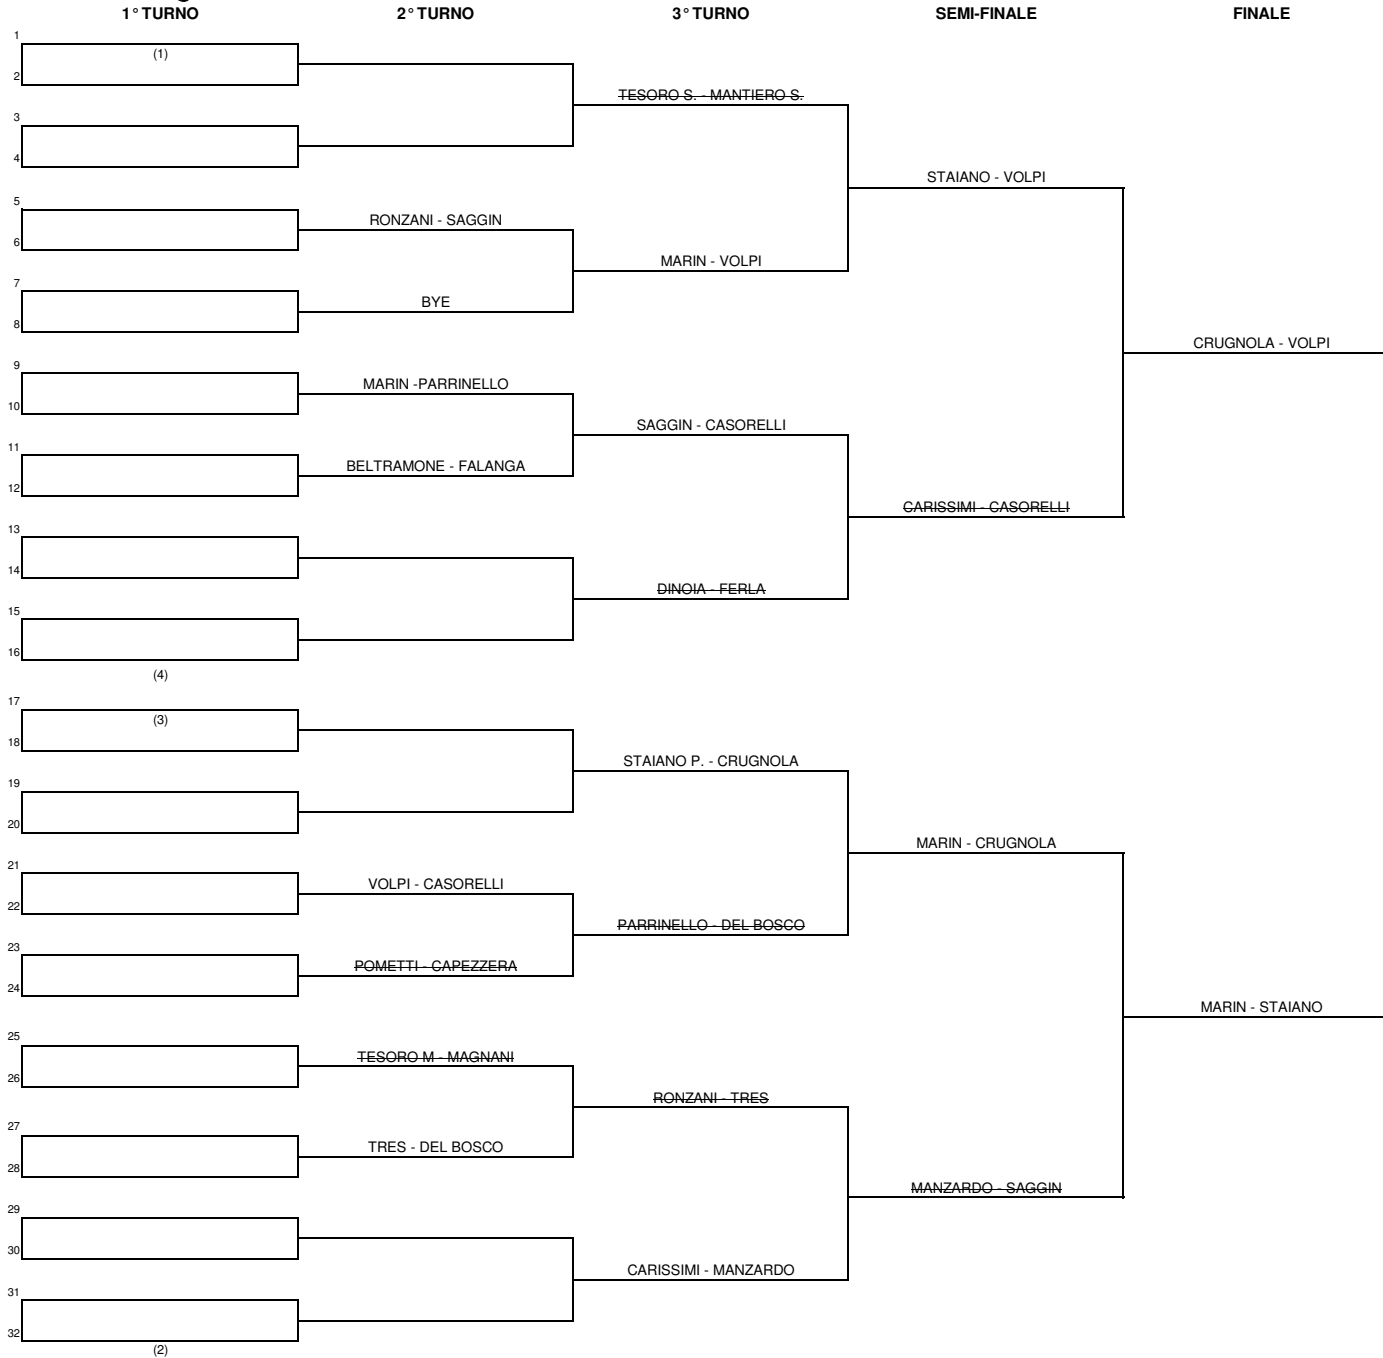 1° TURNO 2° TURNO 3° TURNO SEMI-FINALE FINALE
1
(1)
2
TESORO S. - MANTIERO S.
3
4
STAIANO - VOLPI
5
RONZANI - SAGGIN
6
MARIN - VOLPI
7
BYE
8
CRUGNOLA - VOLPI
9
MARIN -PARRINELLO
10
SAGGIN - CASORELLI
11
BELTRAMONE - FALANGA
12
CARISSIMI - CASORELLI
13
14
DINOIA - FERLA
15
16
(4)
17
(3)
18
STAIANO P. - CRUGNOLA
19
20
MARIN - CRUGNOLA
21
VOLPI - CASORELLI
22
PARRINELLO - DEL BOSCO
23
POMETTI - CAPEZZERA
24
MARIN - STAIANO
25
TESORO M - MAGNANI
26
RONZANI - TRES
27
TRES - DEL BOSCO
28
MANZARDO - SAGGIN
29
30
CARISSIMI - MANZARDO
31
32
(2)